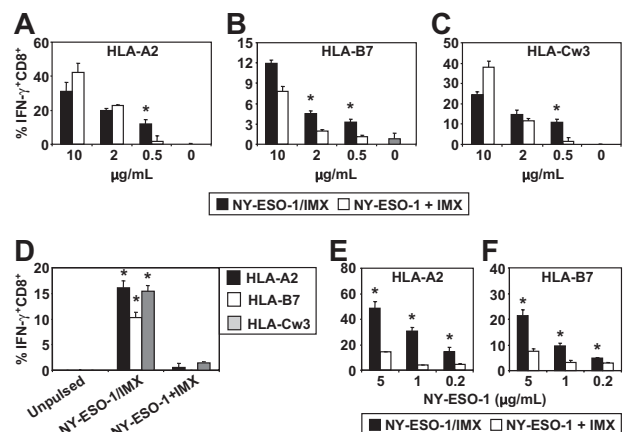 A
B
C
HLA-A2
HLA-B7
HLA-Cw3
% IFN-γ+CD8+
60
40
20
0
15
12
9
6
3
0
50
40
30
20
10
0
*
* *
*
10 2 0.5 0
10 2 0.5 0
10 2 0.5 0
µg/mL
µg/mL
µg/mL
NY-ESO-1/IMX
NY-ESO-1 + IMX
D
% IFN-γ+CD8+
20
15
10
5
0
* * *
HLA-A2
HLA-B7
HLA-Cw3
Unpulsed
NY-ESO-1/IMX
NY-ESO-1+IMX
E
F
HLA-A2
HLA-B7
80
60
40
20
0
40
30
20
10
0
* * *
* * *
5 1 0.2
5 1 0.2
NY-ESO-1 (µg/mL)
NY-ESO-1/IMX
NY-ESO-1 + IMX